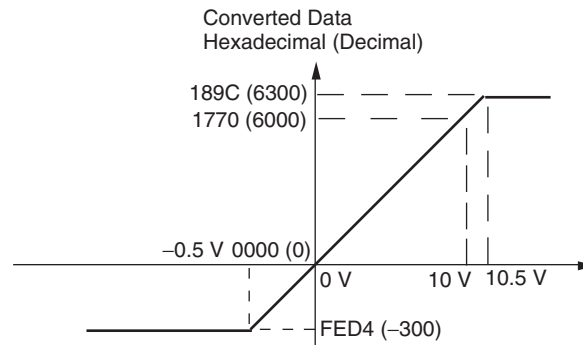 Converted Data
Hexadecimal (Decimal)
189C (6300)
1770 (6000)
−0.5 V 0000 (0)
0 V
10 V
10.5 V
FED4 (−300)